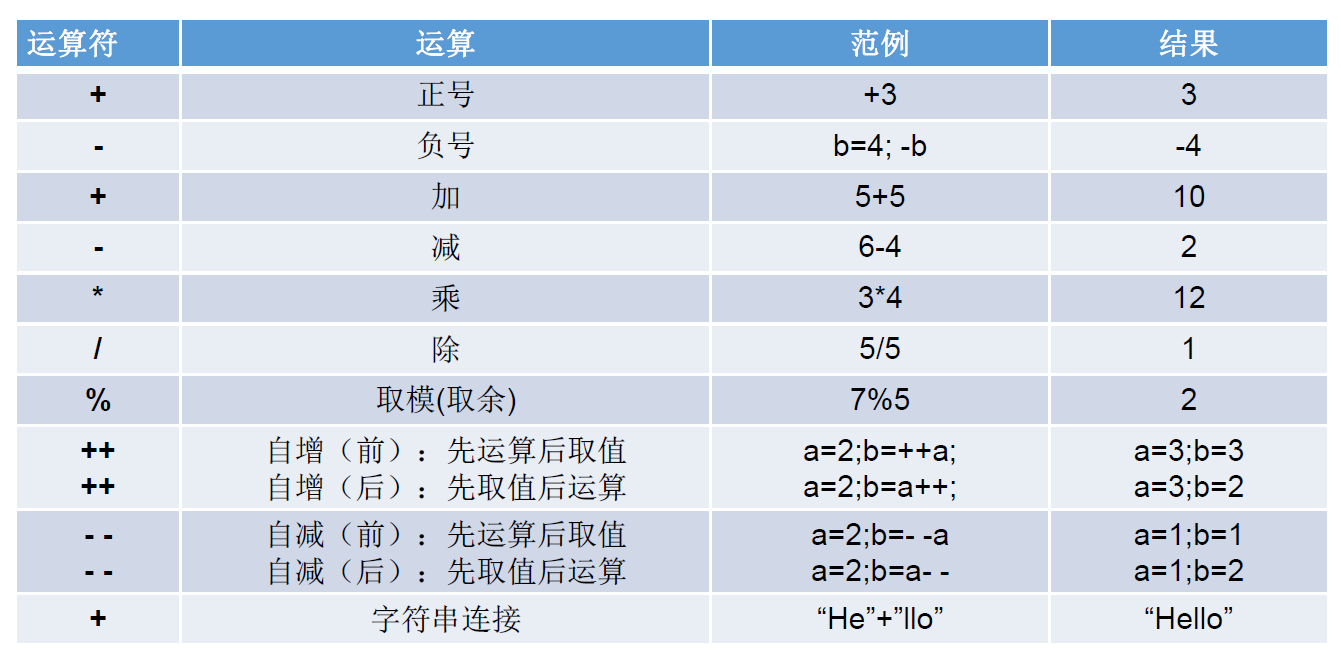 运算符 运算 范例 结果
+ 正号 +3 3
- 负号 b=4; -b -4
+ 加 5+5 10
- 减 6-4 2
* 乘 3*4 12
/ 除 5/5 1
% 取模(取余) 7%5 2
++ 自增（前）：先运算后取值 a=2;b=++a; a=3;b=3
++ 自增（后）：先取值后运算 a=2;b=a++; a=3;b=2
- - 自减（前）：先运算后取值 a=2;b=- -a a=1;b=1
- - 自减（后）：先取值后运算 a=2;b=a- - a=1;b=2
+ 字符串连接 “He”+”llo” “Hello”